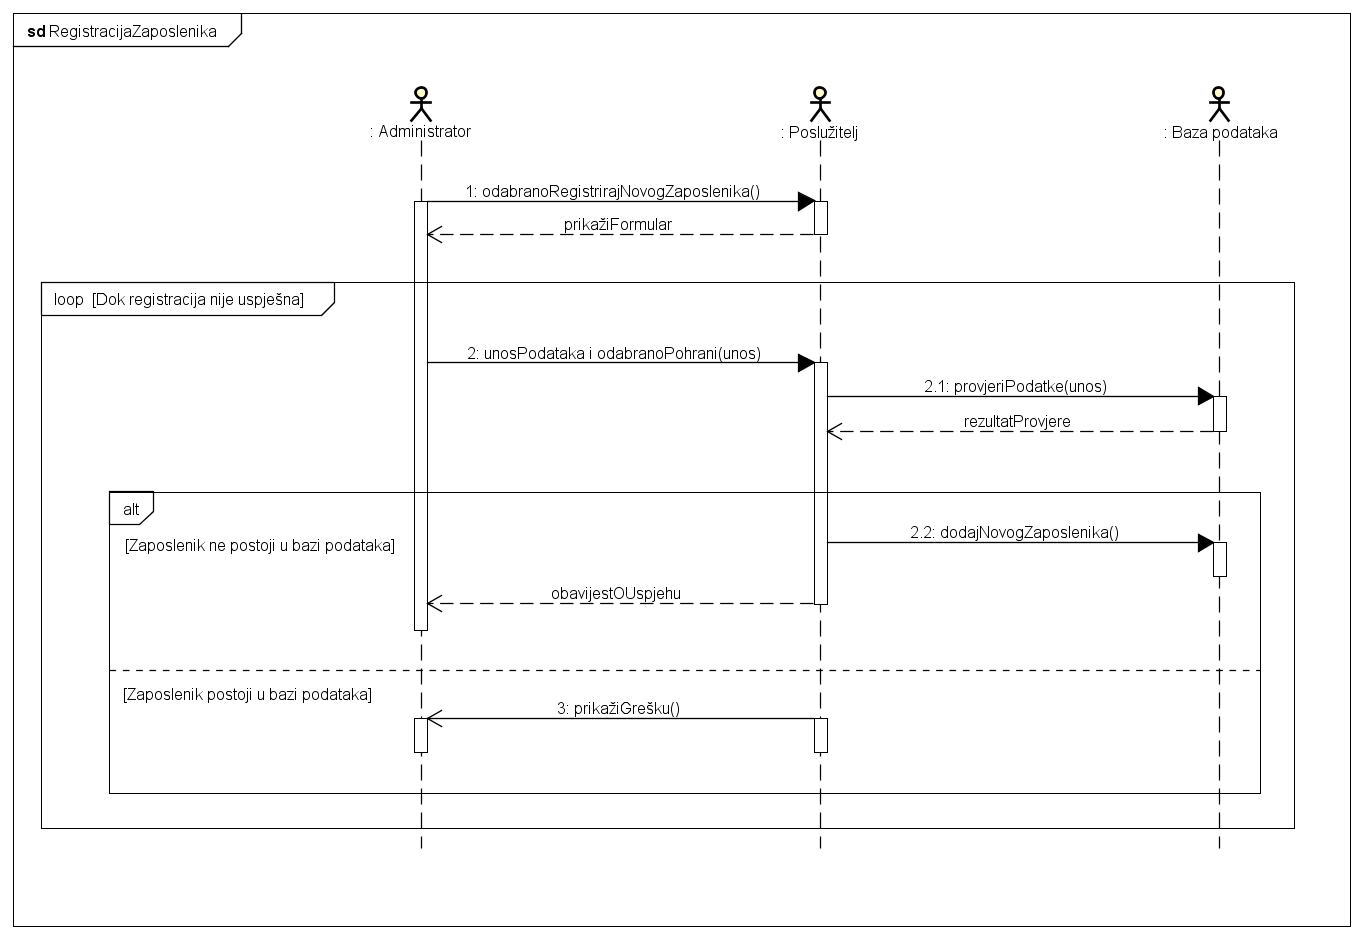 sd RegistracijaZaposlenika
: Administrator
: Poslužitelj
: Baza podataka
1: odabranoRegistrirajNovogZaposlenika()
prikažiFormular
loop [Dok registracija nije uspješna]
2: unosPodataka i odabranoPohrani(unos)
2.1: provjeriPodatke(unos)
rezultatProvjere
alt
[Zaposlenik ne postoji u bazi podataka]
2.2: dodajNovogZaposlenika()
obavijestOUspjehu
[Zaposlenik postoji u bazi podataka]
3: prikažiGrešku()